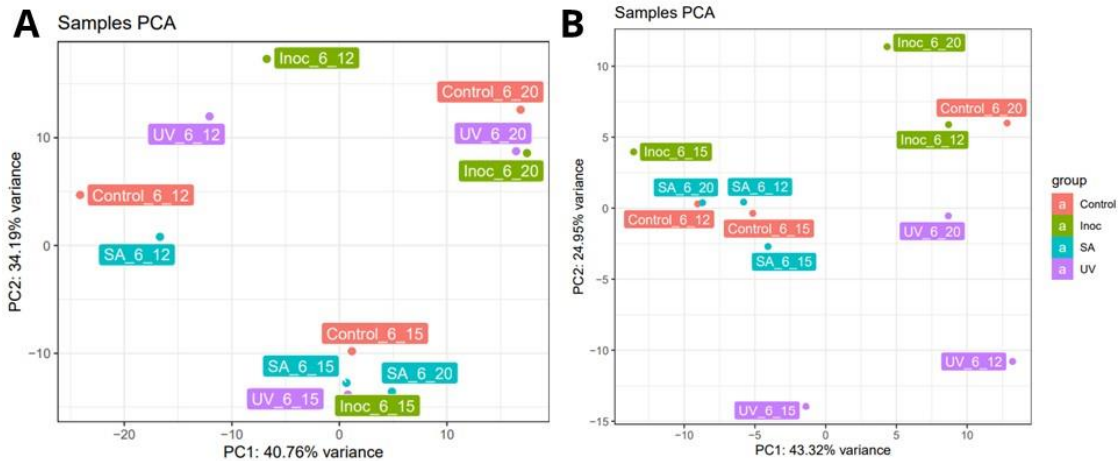 A
Samples PCA
Inoc_6_12
Control_6_20
UV_6_12
UV_6_20
Inoc_6_20
Control_6_12
SA_6_12
Control_6_15
SA_6_15
SA_6_20
UV_6_15
Inoc_6_15
10
0
−10
−20
−10
0
10
PC1: 40.76% variance
PC2: 34.19% variance
B
Samples PCA
Inoc_6_20
Control_6_20
Inoc_6_12
Inoc_6_15
SA_6_20
SA_6_12
Control_6_12
Control_6_15
UV_6_20
SA_6_15
UV_6_12
UV_6_15
10
5
0
−5
−10
−15
−10
−5
0
5
10
PC1: 43.32% variance
PC2: 24.95% variance
group
a Control
a Inoc
a SA
a UV